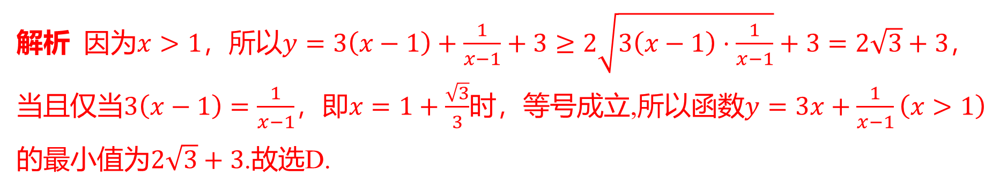 解析 因为$x > 1$，所以$y = 3(x-1) + \frac{1}{x-1} + 3 \geq 2\sqrt{3(x-1) \cdot \frac{1}{x-1}} + 3 = 2\sqrt{3} + 3$，
当且仅当$3(x-1) = \frac{1}{x-1}$，即$x = 1 + \frac{\sqrt{3}}{3}$时，等号成立,所以函数$y = 3x + \frac{1}{x-1}(x > 1)$
的最小值为$2\sqrt{3} + 3$.故选D.